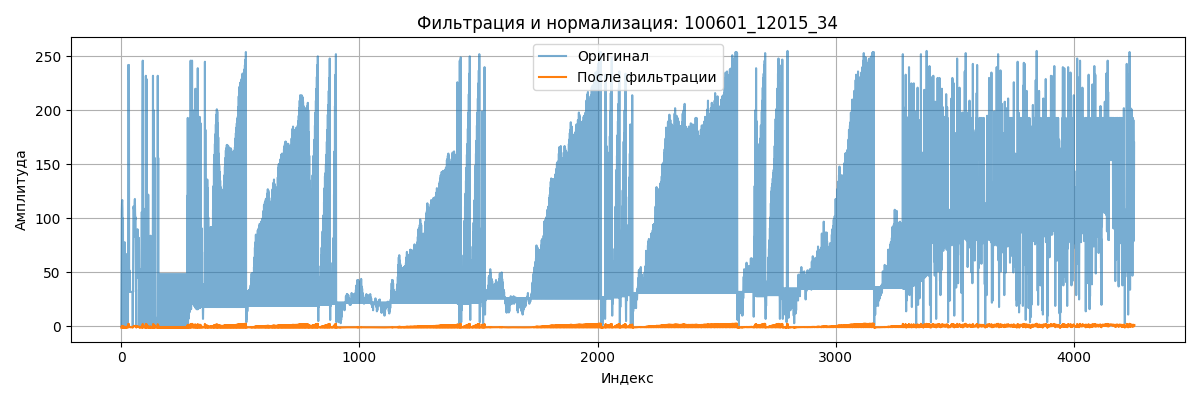 Фильтрация и нормализация: 100601_12015_34
Оригинал
После фильтрации
250
200
150
100
50
0
Амплитуда
0 1000 2000 3000 4000
Индекс